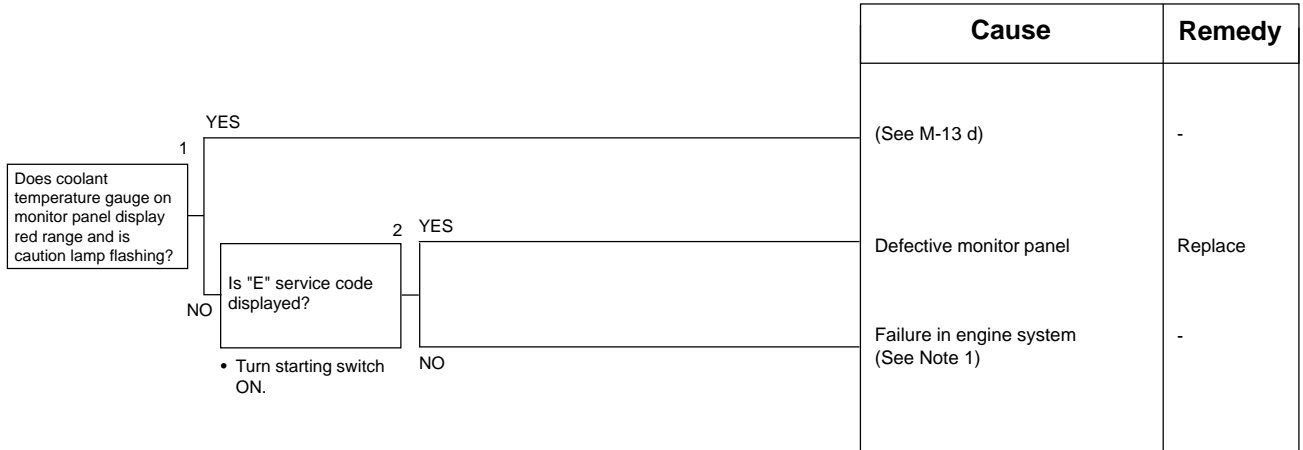 Cause
Remedy
YES
1
(See M-13 d)
-
Does coolant
temperature gauge on
monitor panel display
red range and is
caution lamp flashing?
2
YES
Defective monitor panel
Replace
Is "E" service code
displayed?
NO
Failure in engine system
(See Note 1)
-
NO
• Turn starting switch
ON.